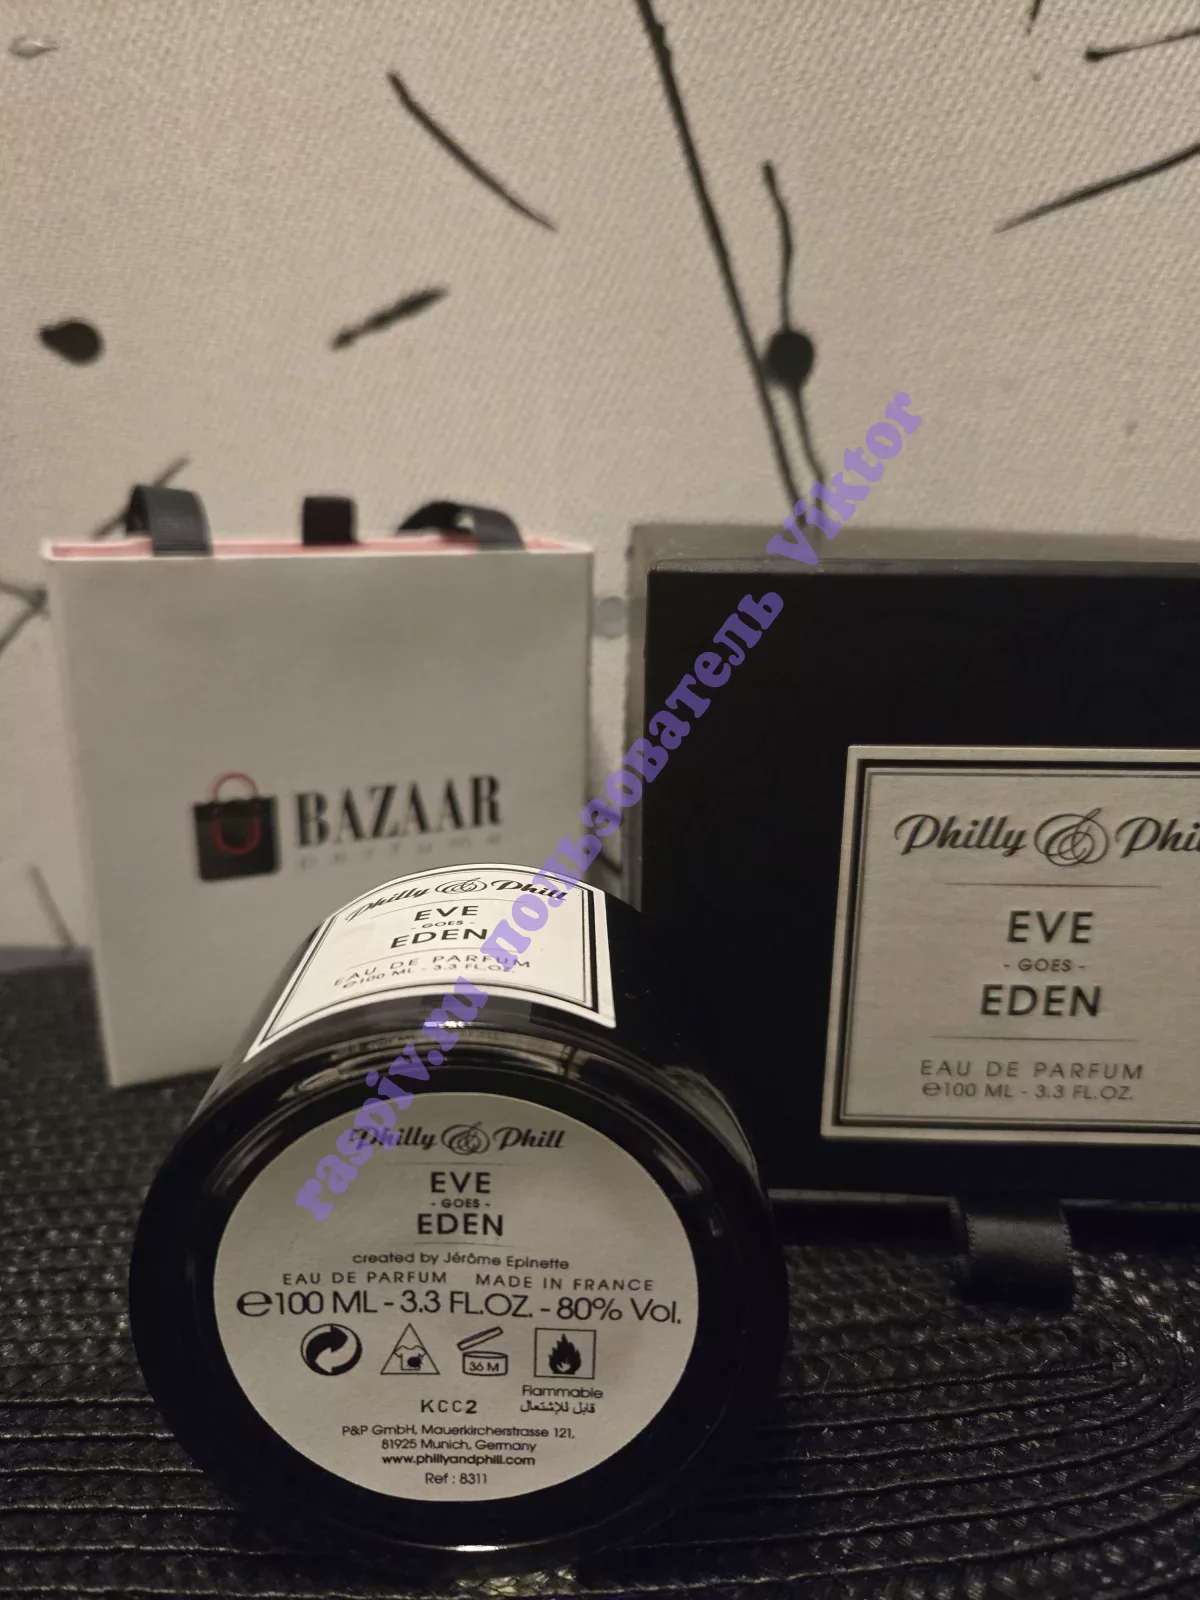 BAZAAR
perfume
Philly & Phill
EVE
- GOES -
EDEN
EAU DE PARFUM
℮100 ML - 3.3 FL.OZ.
Philly & Phill
EVE
- GOES -
EDEN
EAU DE PARFUM
℮100 ML - 3.3 FL.OZ.
Philly & Phill
EVE
- GOES -
EDEN
created by Jérôme Epinette
EAU DE PARFUM MADE IN FRANCE
℮100 ML - 3.3 FL.OZ. - 80% Vol.
36 M
Flammable
قابل للإشتعال
KCC2
P&P GmbH, Mauerkircherstrasse 121,
81925 Munich, Germany
www.phillyandphill.com
Ref : 8311
raspiv.ru пользователь Viktor